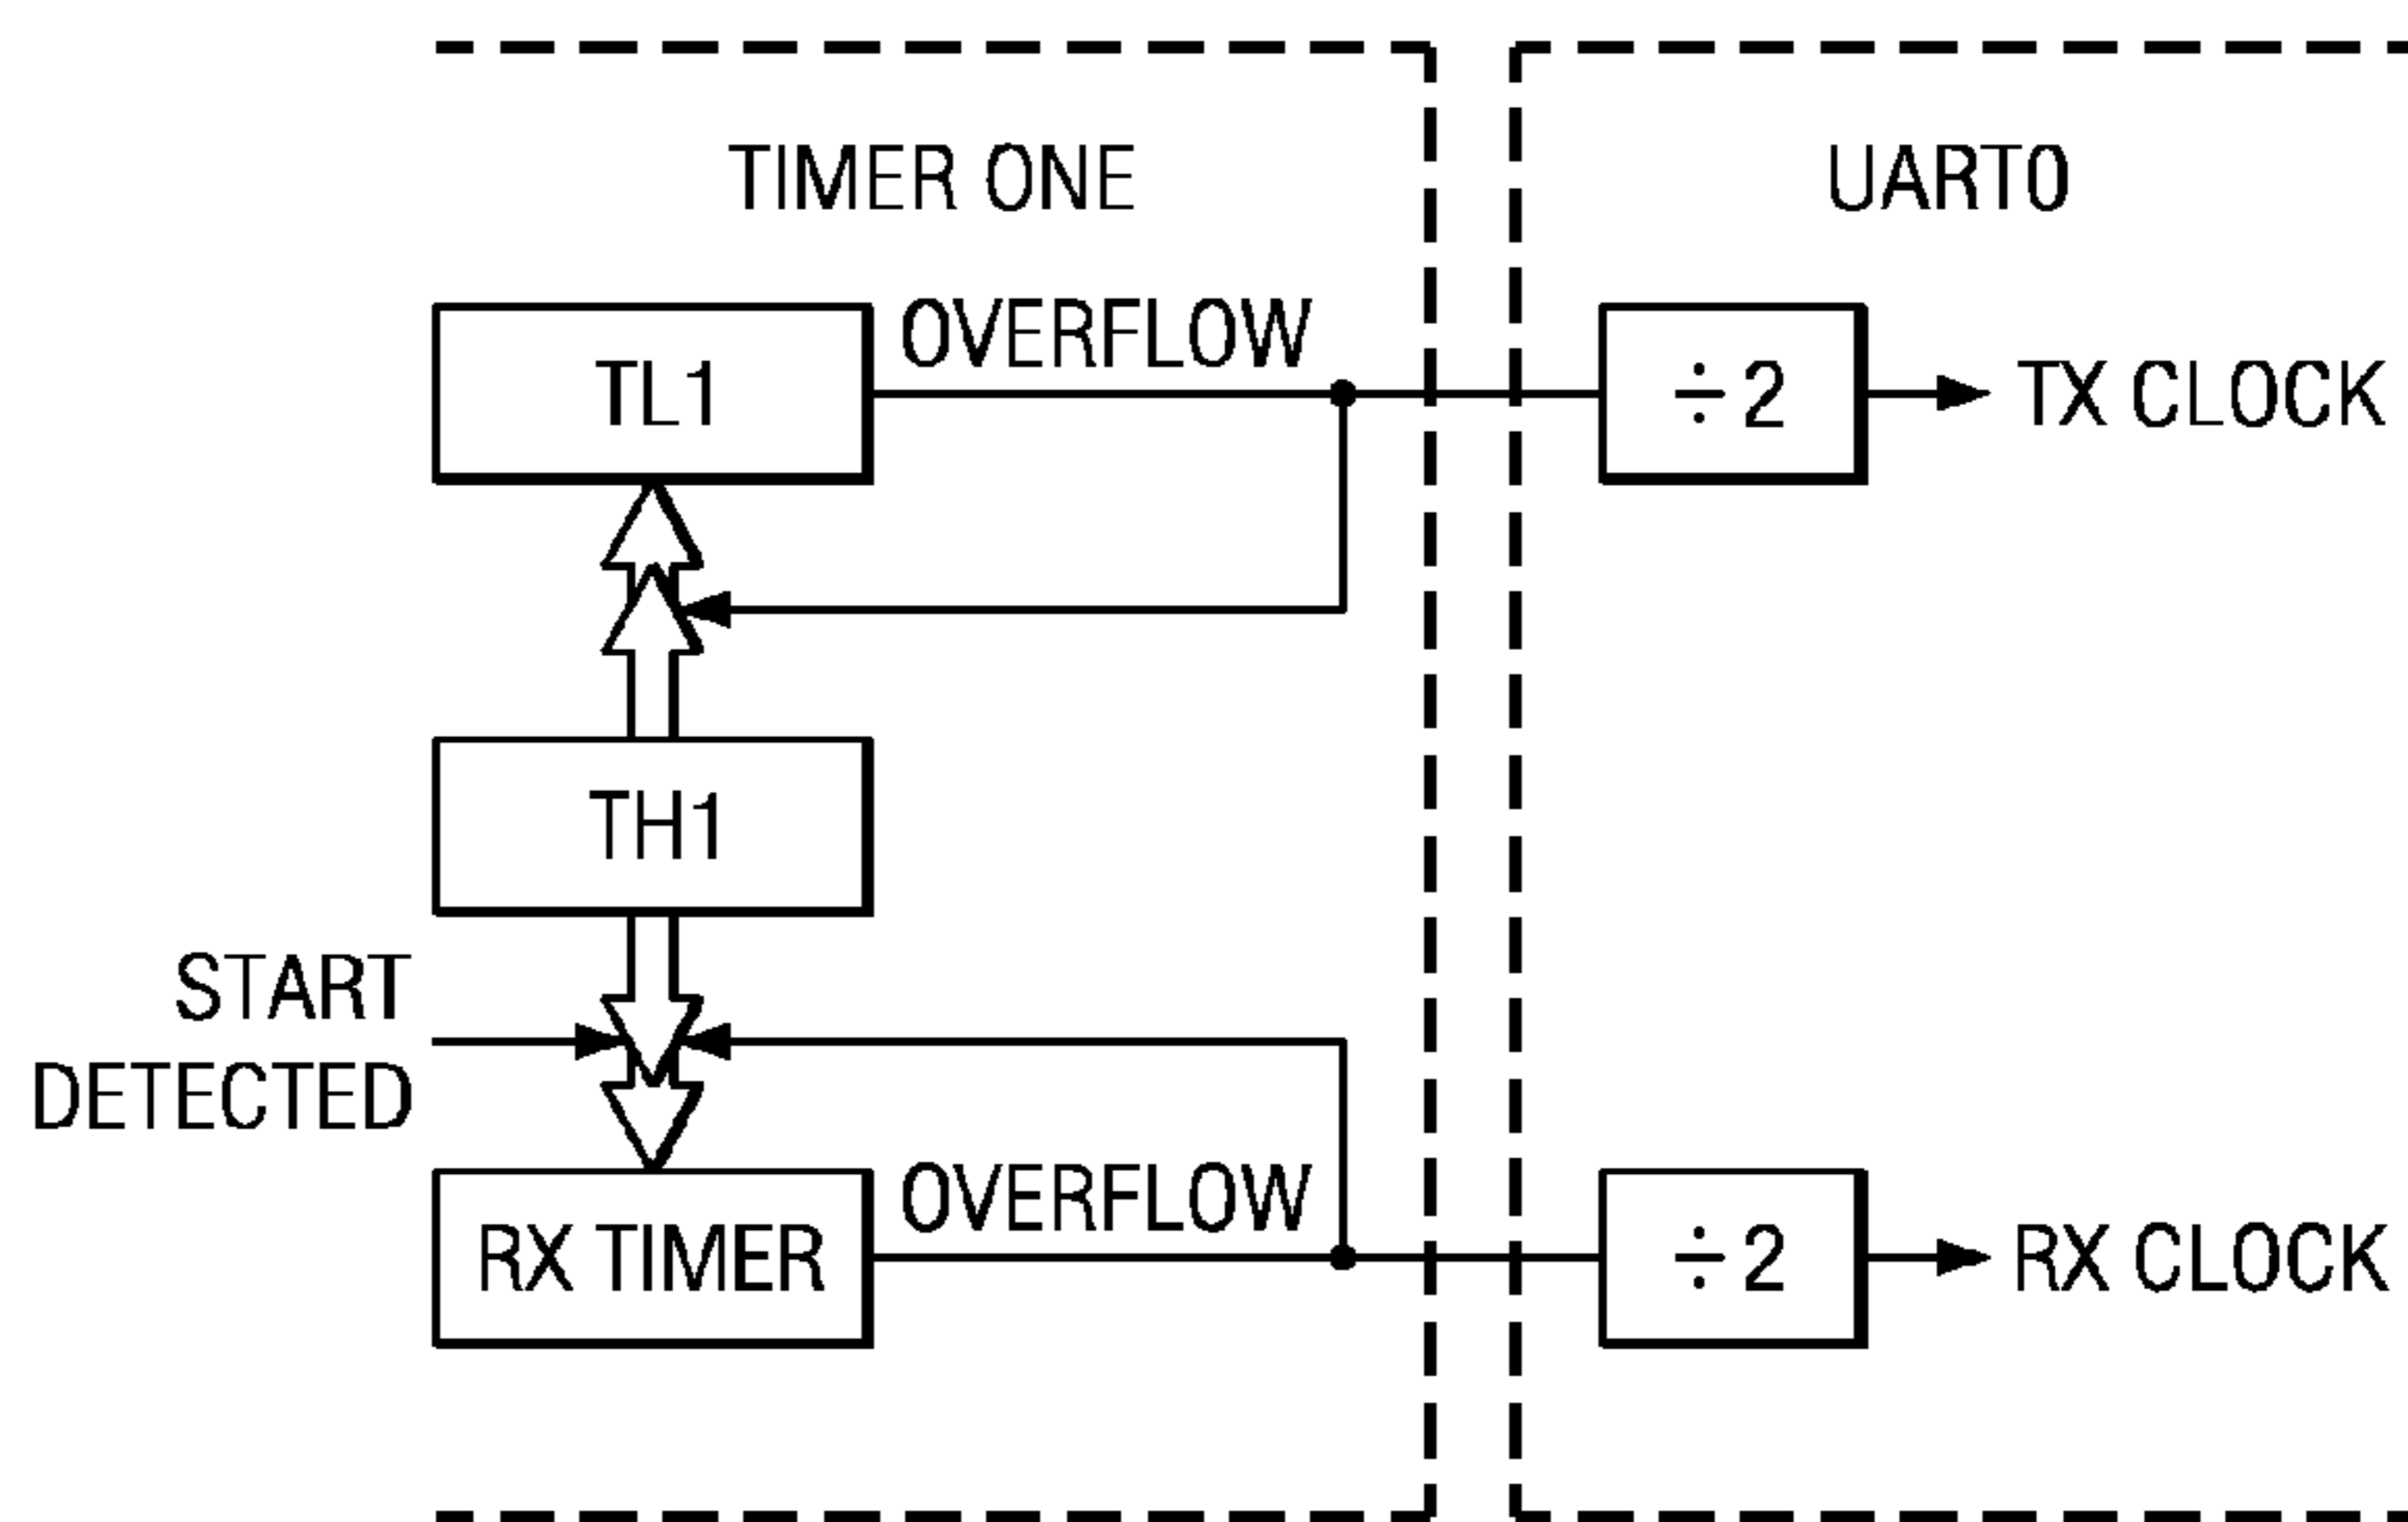 TIMER ONE
UART0
TL1
OVERFLOW
÷ 2
TX CLOCK
TH1
START
DETECTED
RX TIMER
OVERFLOW
÷ 2
RX CLOCK